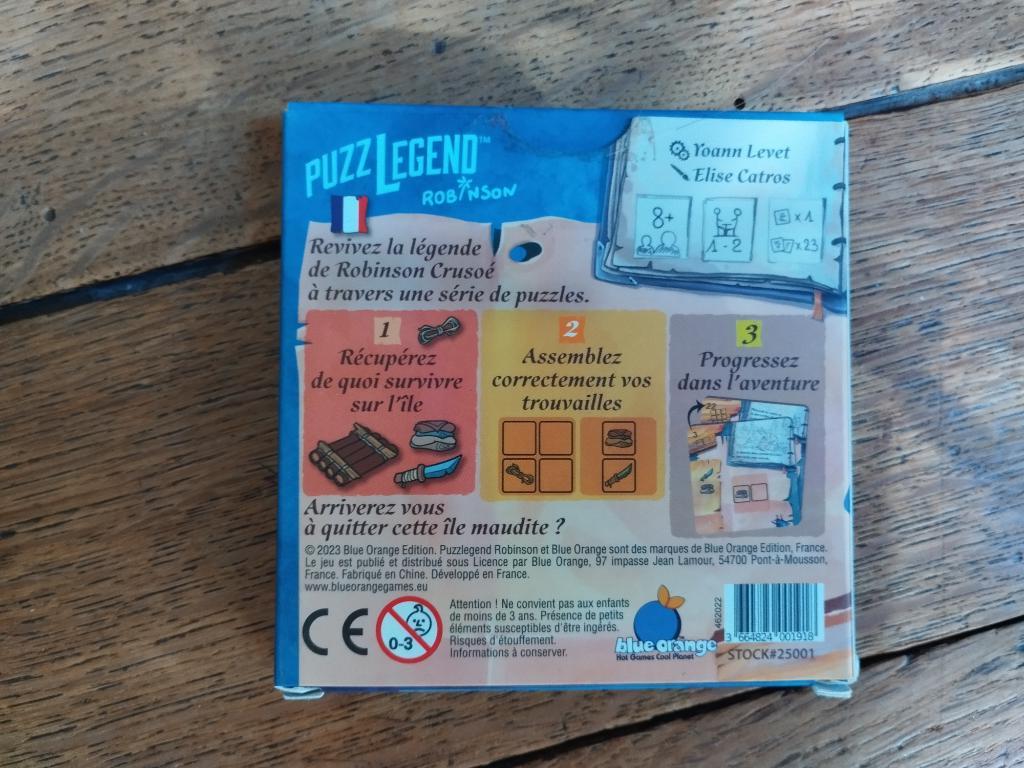 PUZZLEGEND™
ROBINSON
Yoann Levet
Elise Catros
8+
1-2
x 1
x 23
Revivez la légende
de Robinson Crusoé
à travers une série de puzzles.
1
Récupérez
de quoi survivre
sur l'île
2
Assemblez
correctement vos
trouvailles
3
Progressez
dans l'aventure
22
3
Arriverez vous
à quitter cette île maudite ?
© 2023 Blue Orange Edition. Puzzlegend Robinson et Blue Orange sont des marques de Blue Orange Edition, France.
Le jeu est publié et distribué sous Licence par Blue Orange, 97 impasse Jean Lamour, 54700 Pont-à-Mousson,
France. Fabriqué en Chine. Développé en France.
www.blueorangegames.eu
CE
0-3
Attention ! Ne convient pas aux enfants
de moins de 3 ans. Présence de petits
éléments susceptibles d'être ingérés.
Risques d'étouffement.
Informations à conserver.
blue orange
Hot Games Cool Planet
462022
3 664824 001918
STOCK#25001